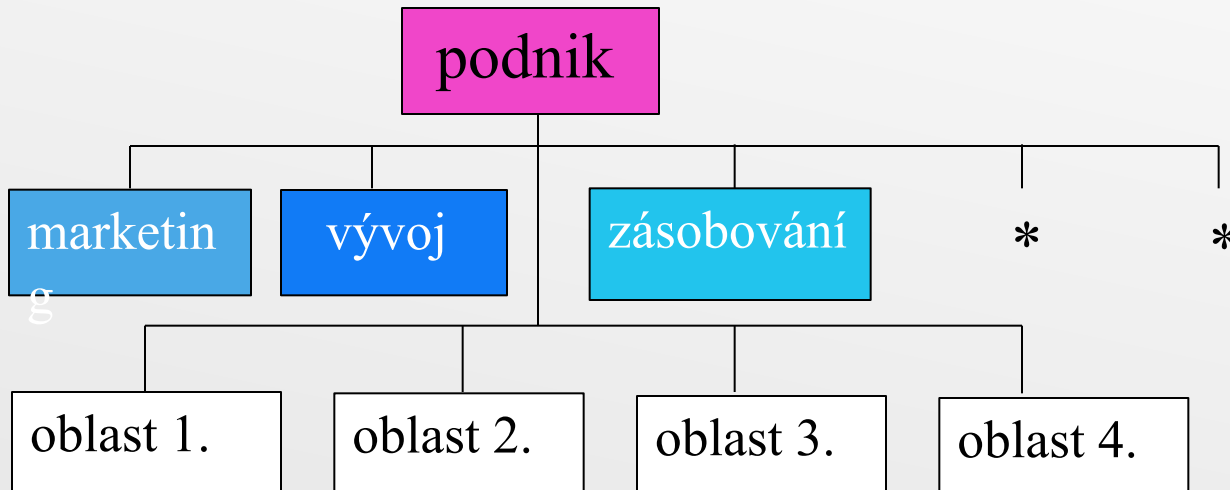 podnik
marketin
g
vývoj
zásobování
*
*
oblast 1.
oblast 2.
oblast 3.
oblast 4.